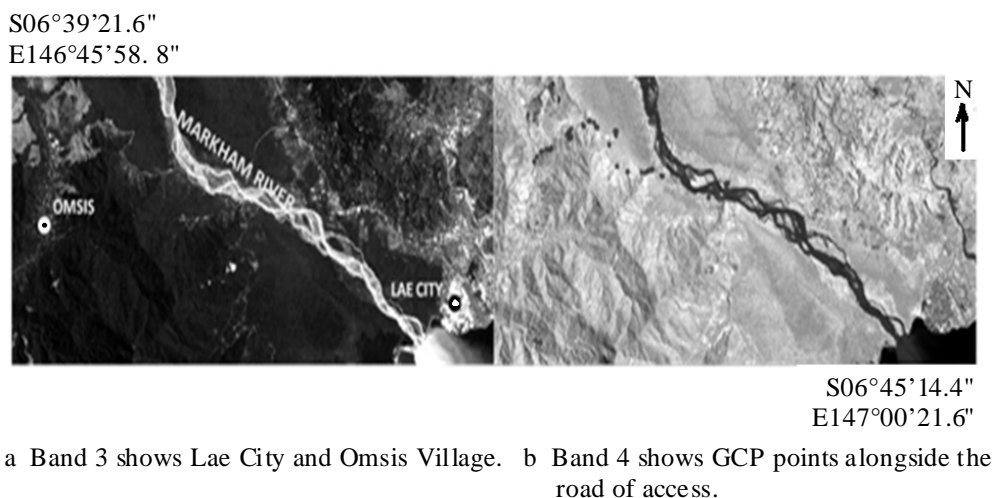 S06°39'21.6"
E146°45'58. 8"
N
MARKHAM RIVER
OMSIS
LAE CITY
S06°45'14.4"
E147°00'21.6"
a Band 3 shows Lae City and Omsis Village. b Band 4 shows GCP points alongside the
road of access.